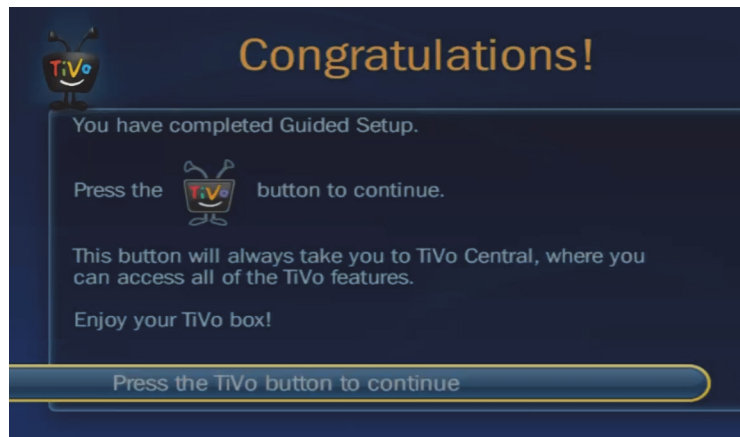 TiVo
Congratulations!
You have completed Guided Setup.
Press the TiVo button to continue.
This button will always take you to TiVo Central, where you
can access all of the TiVo features.
Enjoy your TiVo box!
Press the TiVo button to continue